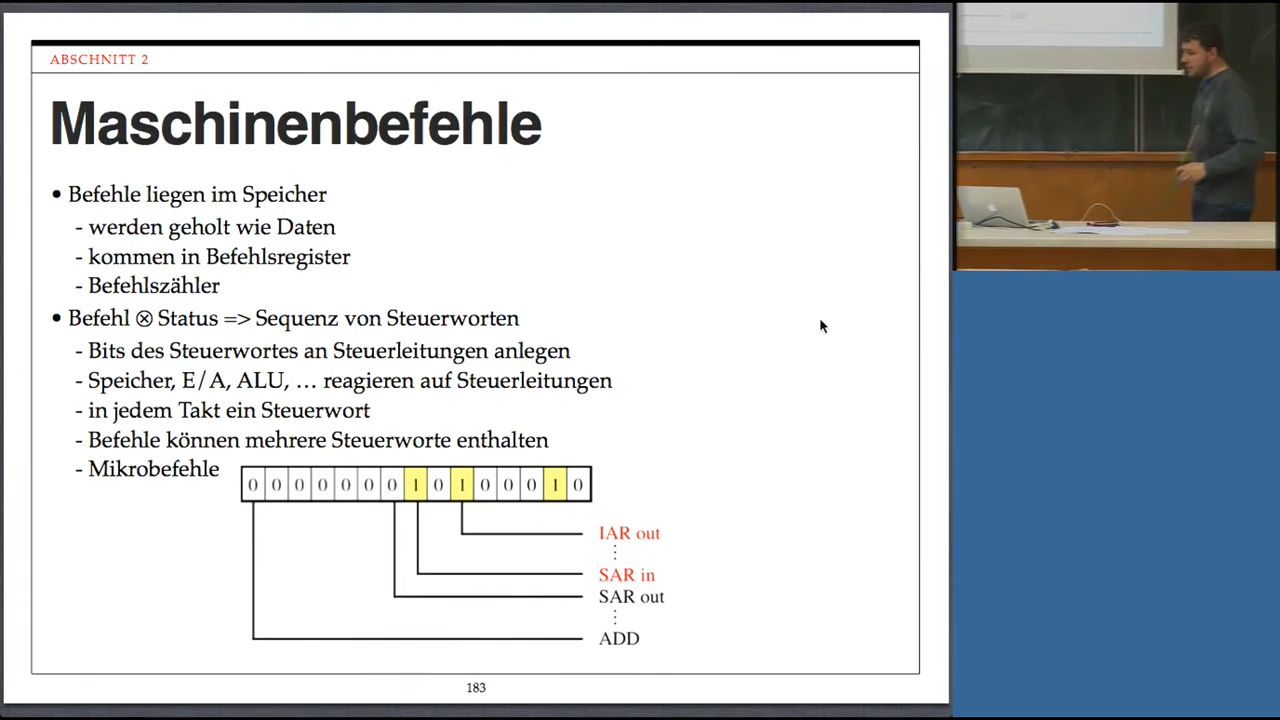 ABSCHNITT 2
Maschinenbefehle
• Befehle liegen im Speicher
- werden geholt wie Daten
- kommen in Befehlsregister
- Befehlszähler
• Befehl ⊗ Status => Sequenz von Steuerworten
- Bits des Steuerwortes an Steuerleitungen anlegen
- Speicher, E/A, ALU, … reagieren auf Steuerleitungen
- in jedem Takt ein Steuerwort
- Befehle können mehrere Steuerworte enthalten
- Mikrobefehle
0 0 0 0 0 0 0 1 0 1 0 0 0 1 0
IAR out
⋮
SAR in
SAR out
⋮
ADD
183